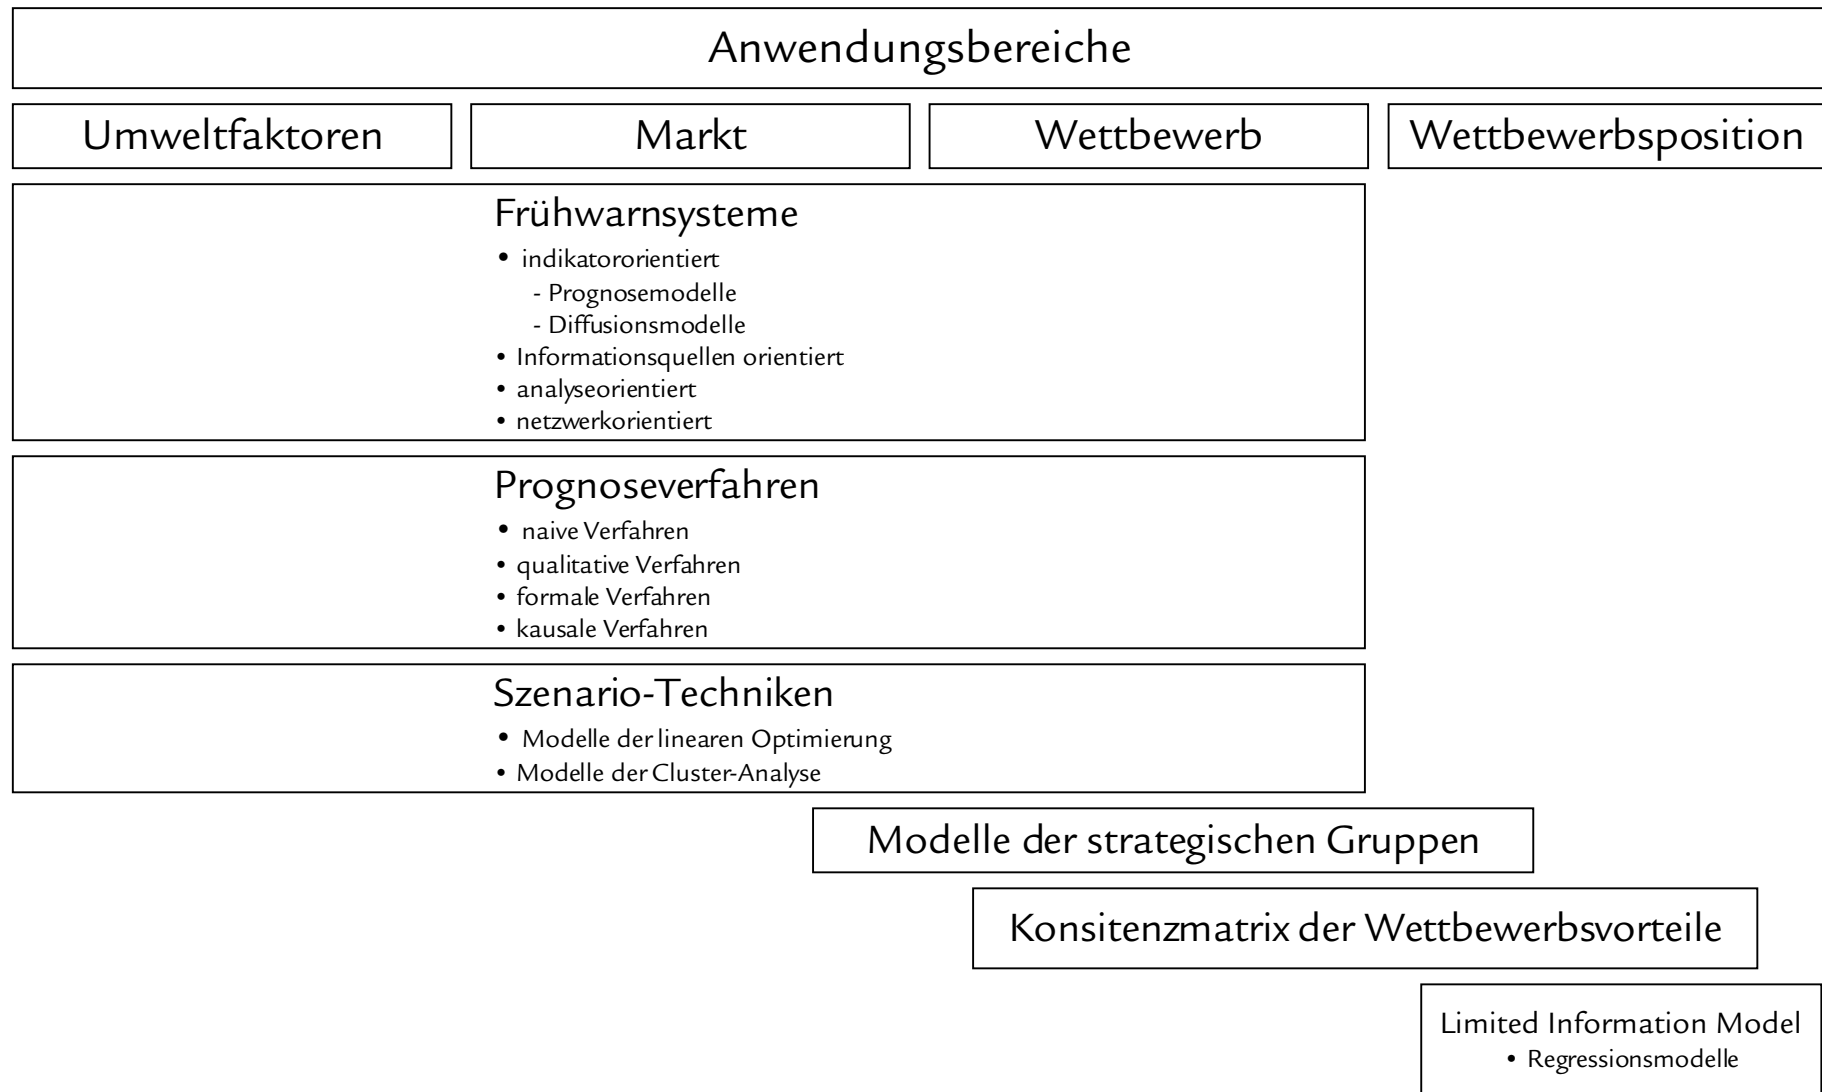 Anwendungsbereiche
Umweltfaktoren
Markt
Wettbewerb
Wettbewerbsposition
Frühwarnsysteme
• indikatororientiert
- Prognosemodelle
- Diffusionsmodelle
• Informationsquellen orientiert
• analyseorientiert
• netzwerkorientiert
Prognoseverfahren
• naive Verfahren
• qualitative Verfahren
• formale Verfahren
• kausale Verfahren
Szenario-Techniken
• Modelle der linearen Optimierung
• Modelle der Cluster-Analyse
Modelle der strategischen Gruppen
Konsitenzmatrix der Wettbewerbsvorteile
Limited Information Model
• Regressionsmodelle